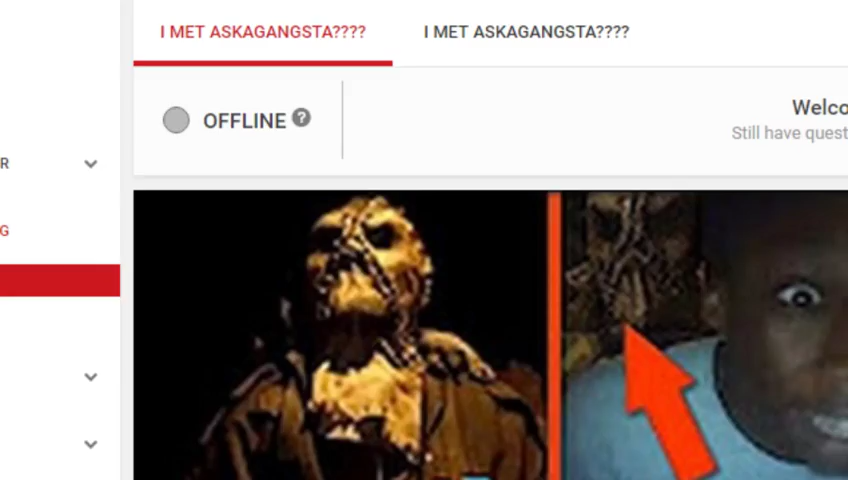 I MET ASKAGANGSTA????
I MET ASKAGANGSTA????
OFFLINE ?
Welco
Still have quest
R
G